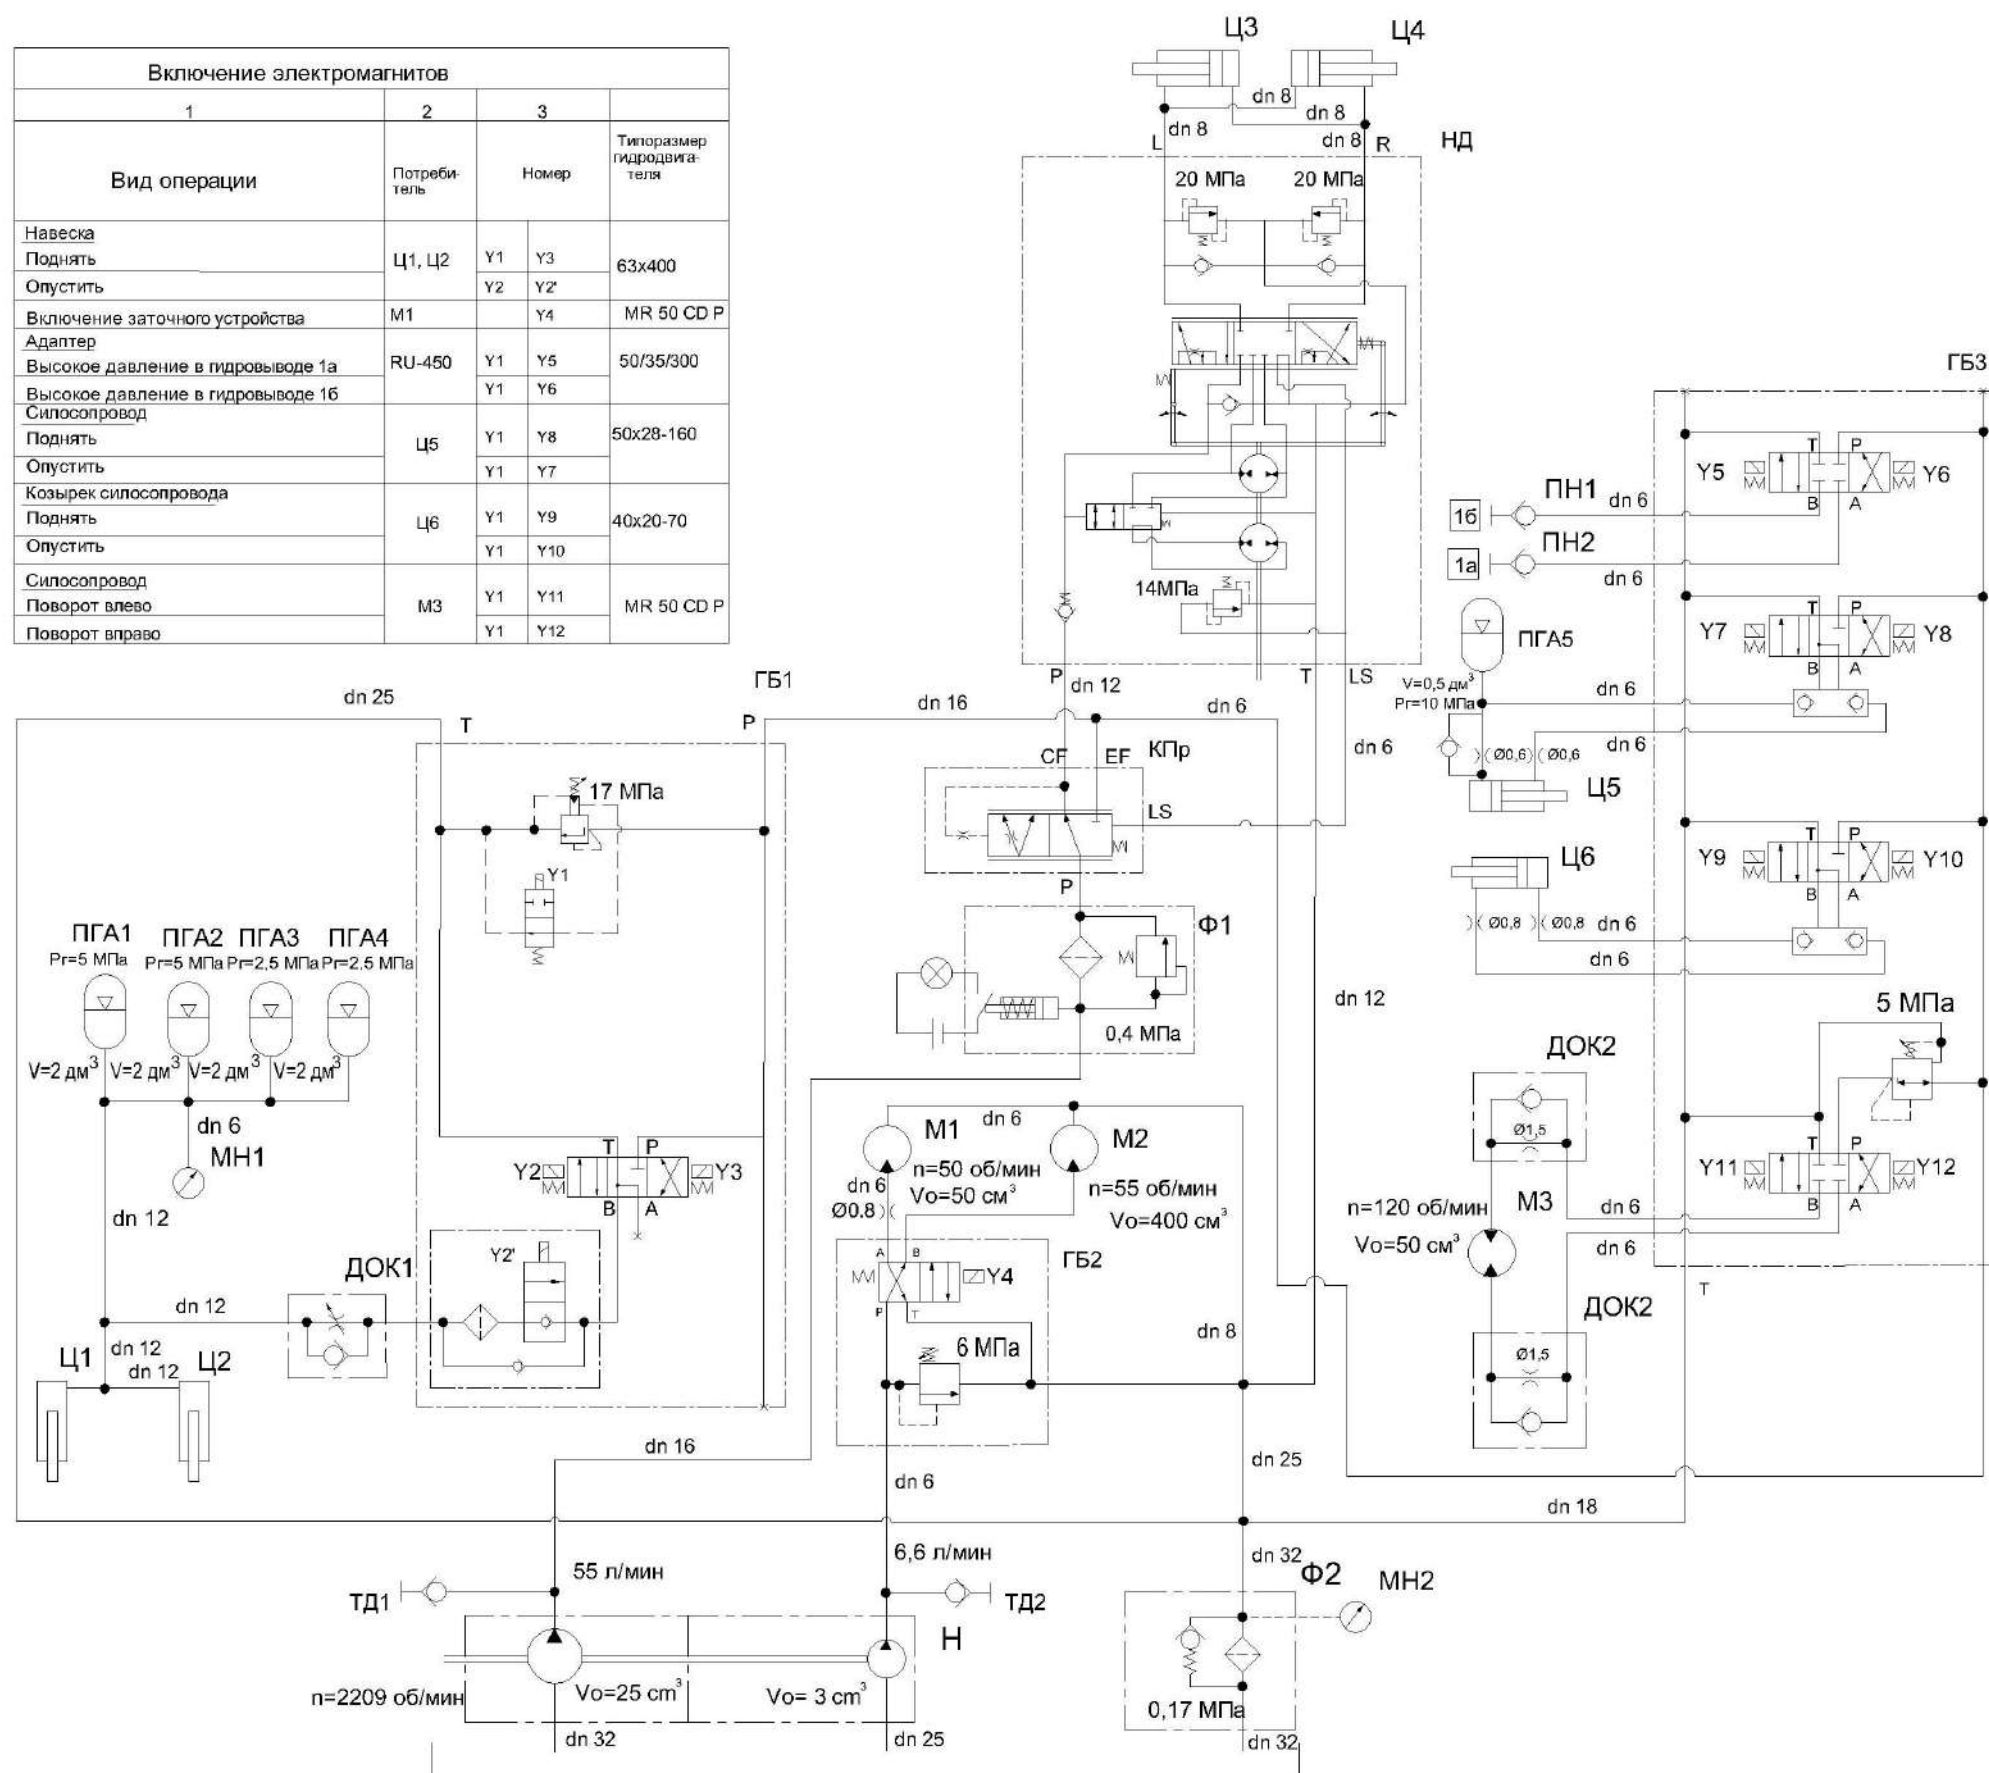 Включение электромагнитов
1 2 3
Вид операции
Потреби-
тель
Номер
Типоразмер
гидродвига-
теля
Навеска
Поднять
Ц1, Ц2
Y1 Y3
63x400
Опустить
Y2 Y2'
Включение заточного устройства M1 Y4 MR 50 CD P
Адаптер
Высокое давление в гидровыводе 1а RU-450 Y1 Y5 50/35/300
Высокое давление в гидровыводе 1б Y1 Y6
Силосопровод
Поднять
Ц5
Y1 Y8
50x28-160
Опустить
Y1 Y7
Козырек силосопровода
Поднять
Ц6
Y1 Y9
40x20-70
Опустить
Y1 Y10
Силосопровод
Поворот влево
М3
Y1 Y11
MR 50 CD P
Поворот вправо
Y1 Y12
Ц3
Ц4
dn 8
dn 8
dn 8
dn 8
L
R
НД
20 МПа
20 МПа
14МПа
P
dn 12
T
LS
dn 6
ГБ3
Y5
T P
Y6
B A
ПН1
dn 6
1б
ПН2
1а
dn 6
ПГА5
V=0,5 дм³
Рг=10 МПа
Y7
T P
Y8
B A
dn 6
dn 6
Ø0,6
Ø0,6
Ц5
Y9
T P
Y10
B A
Ц6
Ø0,8
Ø0,8
dn 6
dn 6
5 МПа
ДОК2
Ø1,5
Y11
T P
Y12
B A
n=120 об/мин
М3
Vo=50 см³
dn 6
dn 6
ДОК2
Ø1,5
T
dn 18
dn 25
T
ГБ1
P
dn 16
dn 6
CF
EF
КПр
LS
P
17 МПа
Y1
Ф1
0,4 МПа
dn 12
ПГА1
Рг=5 МПа
ПГА2
Рг=5 МПа
ПГА3
Рг=2,5 МПа
ПГА4
Рг=2,5 МПа
V=2 дм³
V=2 дм³
V=2 дм³
V=2 дм³
dn 6
МН1
dn 12
T P
Y2
Y3
B A
Y2'
ДОК1
dn 12
dn 12
dn 12
Ц1
Ц2
М1
dn 6
М2
n=50 об/мин
Vo=50 см³
n=55 об/мин
Vo=400 см³
dn 6
Ø0.8
A
B
Y4
P
T
ГБ2
6 МПа
dn 8
dn 25
dn 16
dn 6
55 л/мин
6,6 л/мин
ТД1
ТД2
Н
n=2209 об/мин
Vo=25 cm³
Vo= 3 cm³
dn 32
dn 25
dn 32
Ф2
МН2
0,17 МПа
dn 32